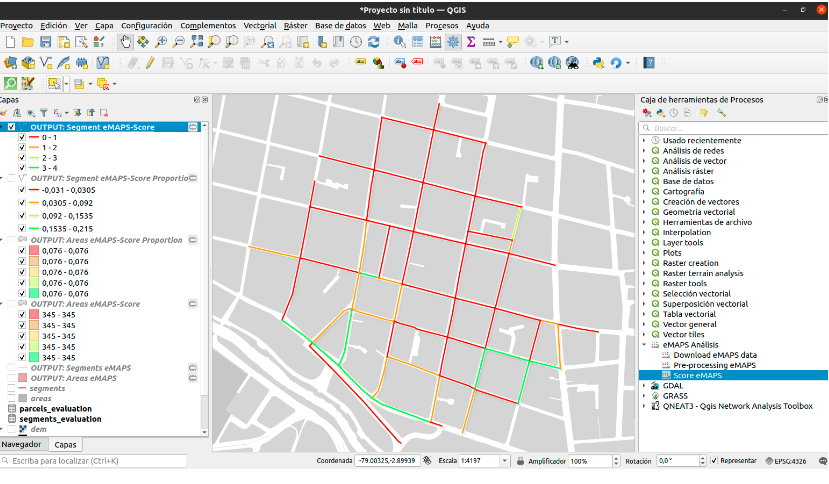 *Proyecto sin título — QGIS
Proyecto Edición Ver Capa Configuración Complementos Vectorial Ráster Base de datos Web Malla Procesos Ayuda
Capas
OUTPUT: Segment eMAPS-Score
0 - 1
1 - 2
2 - 3
3 - 4
OUTPUT: Segment eMAPS-Score Proportio
-0,031 - 0,0305
0,0305 - 0,092
0,092 - 0,1535
0,1535 - 0,215
OUTPUT: Areas eMAPS-Score Proportion
0,076 - 0,076
0,076 - 0,076
0,076 - 0,076
0,076 - 0,076
0,076 - 0,076
OUTPUT: Areas eMAPS-Score
345 - 345
345 - 345
345 - 345
345 - 345
345 - 345
OUTPUT: Segments eMAPS
OUTPUT: Areas eMAPS
segments
areas
parcels_evaluation
segments_evaluation
dem
Navegador Capas
Caja de herramientas de Procesos
Buscar...
Usado recientemente
Análisis de redes
Análisis de vector
Análisis ráster
Base de datos
Cartografía
Creación de vectores
Geometría vectorial
Herramientas de archivo
Interpolation
Layer tools
Plots
Raster creation
Raster terrain analysis
Raster tools
Selección vectorial
Superposición vectorial
Tabla vectorial
Vector general
Vector tiles
eMAPS Análisis
Download eMAPS data
Pre-processing eMAPS
Score eMAPS
GDAL
GRASS
QNEAT3 - Qgis Network Analysis Toolbox
Escriba para localizar (Ctrl+K) Coordenada -79.00325,-2.89939 Escala 1:4197 Amplificador 100% Rotación 0,0° Representar EPSG:4326